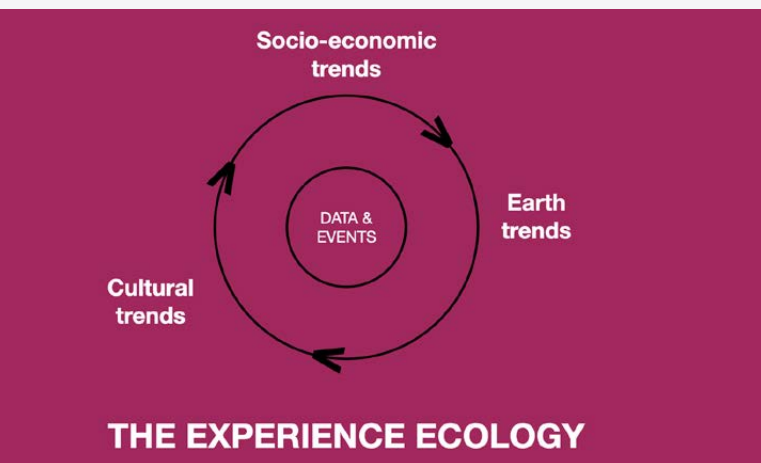 Socio-economic
trends
DATA &
EVENTS
Earth
trends
Cultural
trends
THE EXPERIENCE ECOLOGY